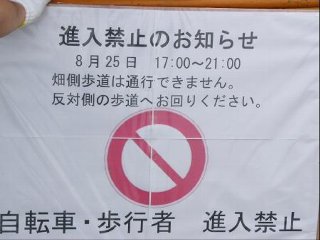 進入禁止のお知らせ
8月25日 17:00～21:00
畑側歩道は通行できません。
反対側の歩道へお回りください。
自転車・歩行者 進入禁止